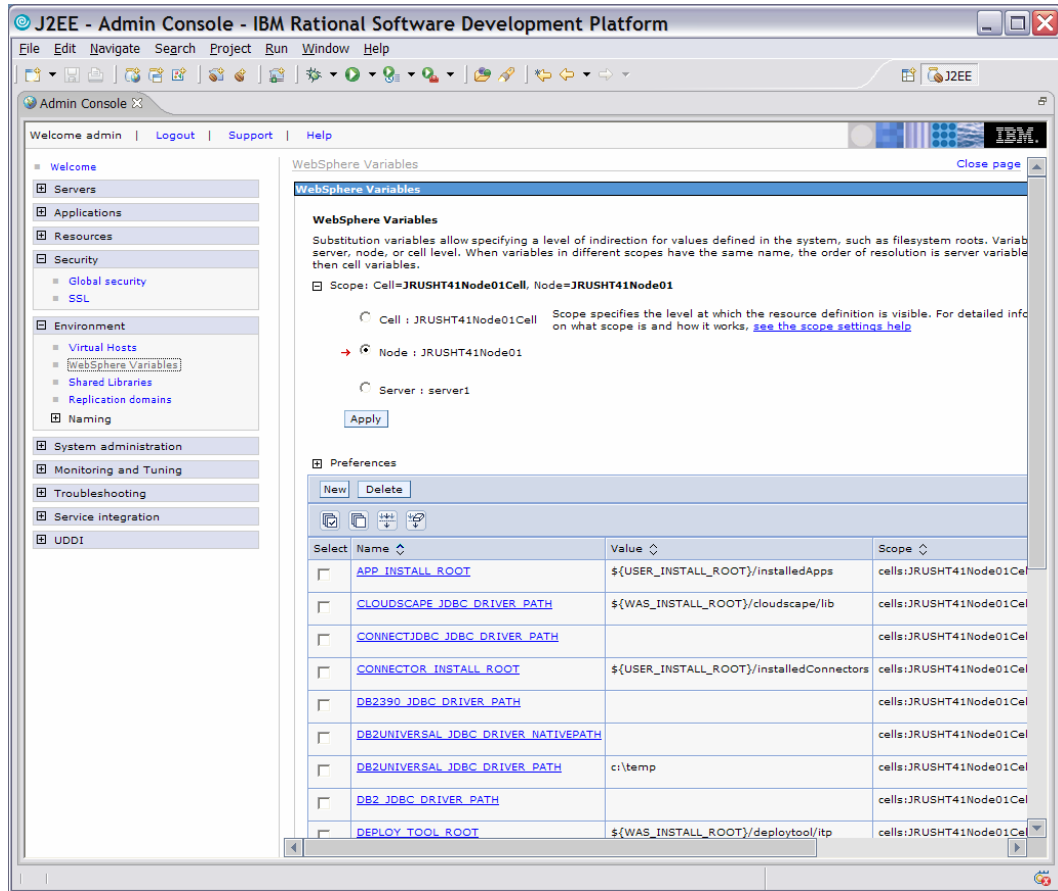 J2EE - Admin Console - IBM Rational Software Development Platform
File Edit Navigate Search Project Run Window Help
J2EE
Admin Console
Welcome admin | Logout | Support | Help
IBM.
Welcome
Servers
Applications
Resources
Security
Global security
SSL
Environment
Virtual Hosts
WebSphere Variables
Shared Libraries
Replication domains
Naming
System administration
Monitoring and Tuning
Troubleshooting
Service integration
UDDI
WebSphere Variables Close page
WebSphere Variables
WebSphere Variables
Substitution variables allow specifying a level of indirection for values defined in the system, such as filesystem roots. Variab
server, node, or cell level. When variables in different scopes have the same name, the order of resolution is server variable
then cell variables.
Scope: Cell=JRUSHT41Node01Cell, Node=JRUSHT41Node01
Cell : JRUSHT41Node01Cell
Scope specifies the level at which the resource definition is visible. For detailed info
on what scope is and how it works, see the scope settings help
Node : JRUSHT41Node01
Server : server1
Apply
Preferences
New Delete
Select Name Value Scope
APP_INSTALL_ROOT ${USER_INSTALL_ROOT}/installedApps cells:JRUSHT41Node01Cel
CLOUDSCAPE_JDBC_DRIVER_PATH ${WAS_INSTALL_ROOT}/cloudscape/lib cells:JRUSHT41Node01Cel
CONNECTJDBC_JDBC_DRIVER_PATH cells:JRUSHT41Node01Cel
CONNECTOR_INSTALL_ROOT ${USER_INSTALL_ROOT}/installedConnectors cells:JRUSHT41Node01Cel
DB2390_JDBC_DRIVER_PATH cells:JRUSHT41Node01Cel
DB2UNIVERSAL_JDBC_DRIVER_NATIVEPATH cells:JRUSHT41Node01Cel
DB2UNIVERSAL_JDBC_DRIVER_PATH c:\temp cells:JRUSHT41Node01Cel
DB2_JDBC_DRIVER_PATH cells:JRUSHT41Node01Cel
DEPLOY_TOOL_ROOT ${WAS_INSTALL_ROOT}/deploytool/itp cells:JRUSHT41Node01Cel